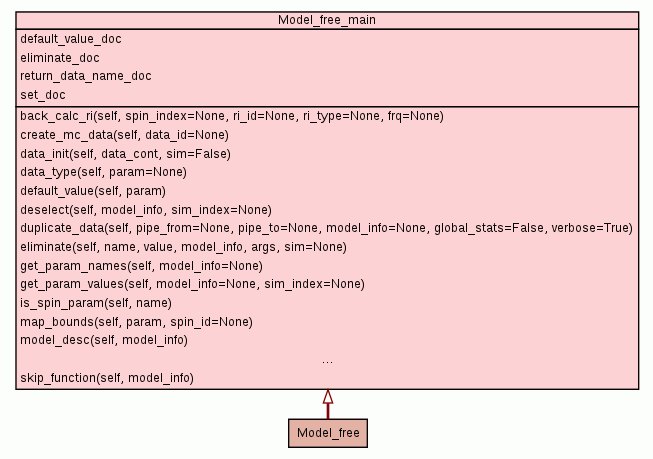 Model_free_main
default_value_doc
eliminate_doc
return_data_name_doc
set_doc
back_calc_ri(self, spin_index=None, ri_id=None, ri_type=None, frq=None)
create_mc_data(self, data_id=None)
data_init(self, data_cont, sim=False)
data_type(self, param=None)
default_value(self, param)
deselect(self, model_info, sim_index=None)
duplicate_data(self, pipe_from=None, pipe_to=None, model_info=None, global_stats=False, verbose=True)
eliminate(self, name, value, model_info, args, sim=None)
get_param_names(self, model_info=None)
get_param_values(self, model_info=None, sim_index=None)
is_spin_param(self, name)
map_bounds(self, param, spin_id=None)
model_desc(self, model_info)
...
skip_function(self, model_info)
Model_free